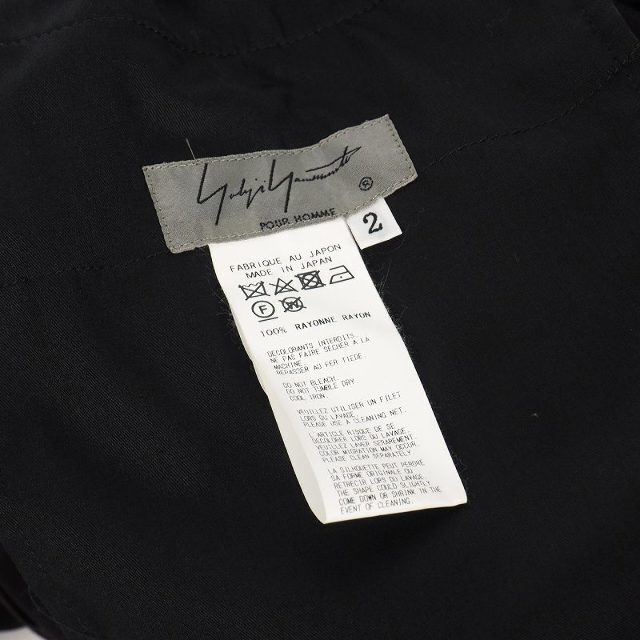 Yohji Yamamoto
®
POUR HOMME
2
FABRIQUE AU JAPON
MADE IN JAPAN
F
100% RAYONNE RAYON
DECOLORANTS INTERDITS
NE PAS FAIRE SECHER A LA
MACHINE
REPASSER AU FER TIEDE.
DO NOT BLEACH
DO NOT TUMBLE DRY
COOL IRON.
VEUILLEZ UTILISER UN FILET
LORS DU LAVAGE.
PLEASE USE A CLEANING NET.
L'ARTICLE RISQUE DE SE
DECOLORER LORS DU LAVAGE.
LAVER SEPAREMENT.
COLOR MIGRATION MAY OCCUR
PLEASE CLEAN SEPARATELY.
LA SILHOUETTE PEUT PERDRE
SA FORME ORIGINALE OU
RETRECIR LORS DU LAVAGE.
THE SHAPE COULD SLIGHTLY
COME DOWN OR SHRINK IN THE
EVENT OF CLEANING.